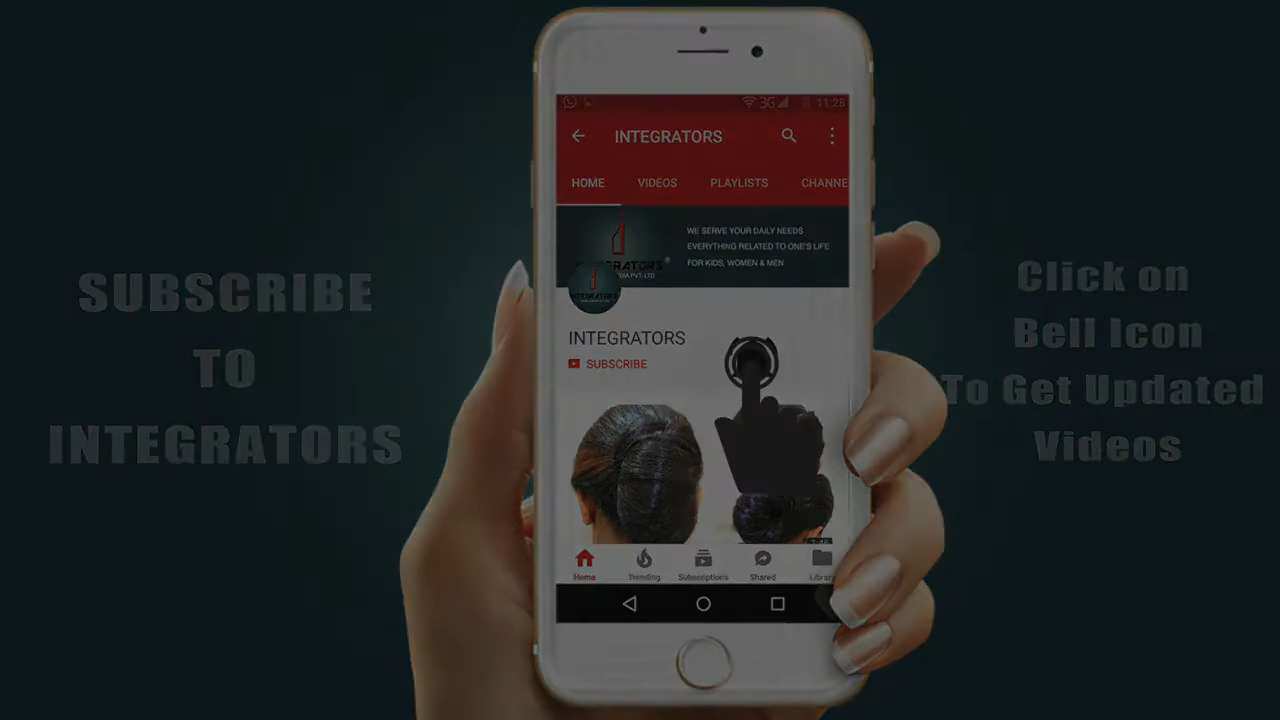 SUBSCRIBE
TO
INTEGRATORS
3G 11:28
INTEGRATORS
HOME VIDEOS PLAYLISTS CHANNE
WE SERVE YOUR DAILY NEEDS
EVERYTHING RELATED TO ONE'S LIFE
FOR KIDS, WOMEN & MEN
INTEGRATORS
SUBSCRIBE
Home Trending Subscriptions Shared Library
Click on
Bell Icon
To Get Updated
Videos